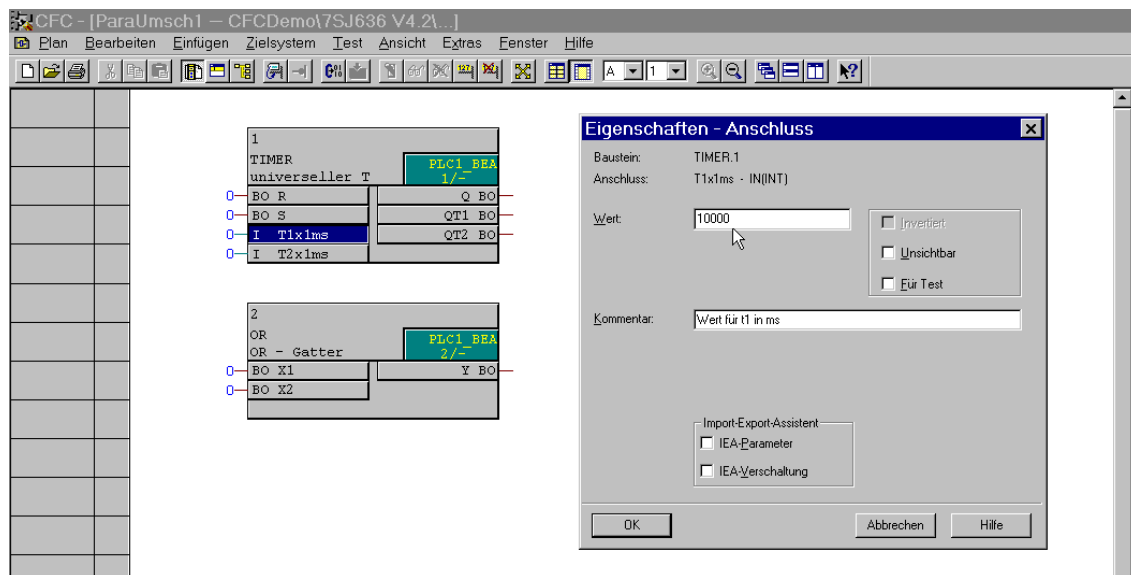 CFC - [ParaUmsch1 -- CFCDemo\7SJ636 V4.2\...]
Plan Bearbeiten Einfügen Zielsystem Test Ansicht Extras Fenster Hilfe
A 1
1
TIMER
universeller T
PLC1_BEA
1/-
0 BO R Q BO
0 BO S QT1 BO
0 I T1x1ms QT2 BO
0 I T2x1ms
2
OR
OR - Gatter
PLC1_BEA
2/-
0 BO X1 Y BO
0 BO X2
Eigenschaften - Anschluss
Baustein: TIMER.1
Anschluss: T1x1ms - IN(INT)
Wert: 10000
Invertiert
Unsichtbar
Für Test
Kommentar: Wert für t1 in ms
Import-Export-Assistent
IEA-Parameter
IEA-Verschaltung
OK Abbrechen Hilfe